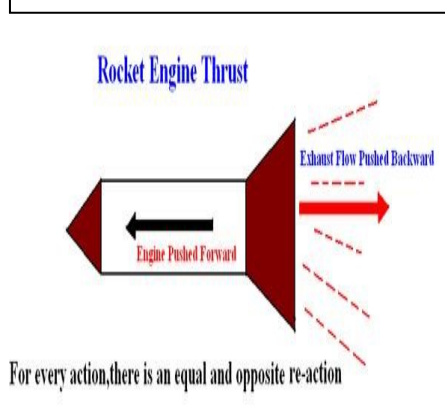 Rocket Engine Thrust
Exhaust Flow Pushed Backward
Engine Pushed Forward
For every action,there is an equal and opposite re-action